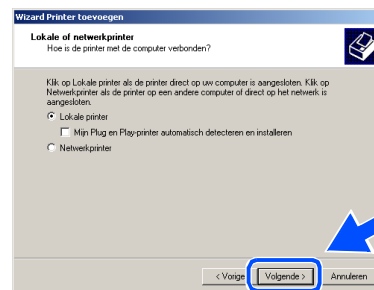 Wizard Printer toevoegen
Lokale of netwerkprinter
Hoe is de printer met de computer verbonden?
Klik op Lokale printer als de printer direct op uw computer is aangesloten. Klik op
Netwerkprinter als de printer op een andere computer of direct op het netwerk is
aangesloten.
Lokale printer
Mijn Plug en Play-printer automatisch detecteren en installeren
Netwerkprinter
< Vorige Volgende > Annuleren